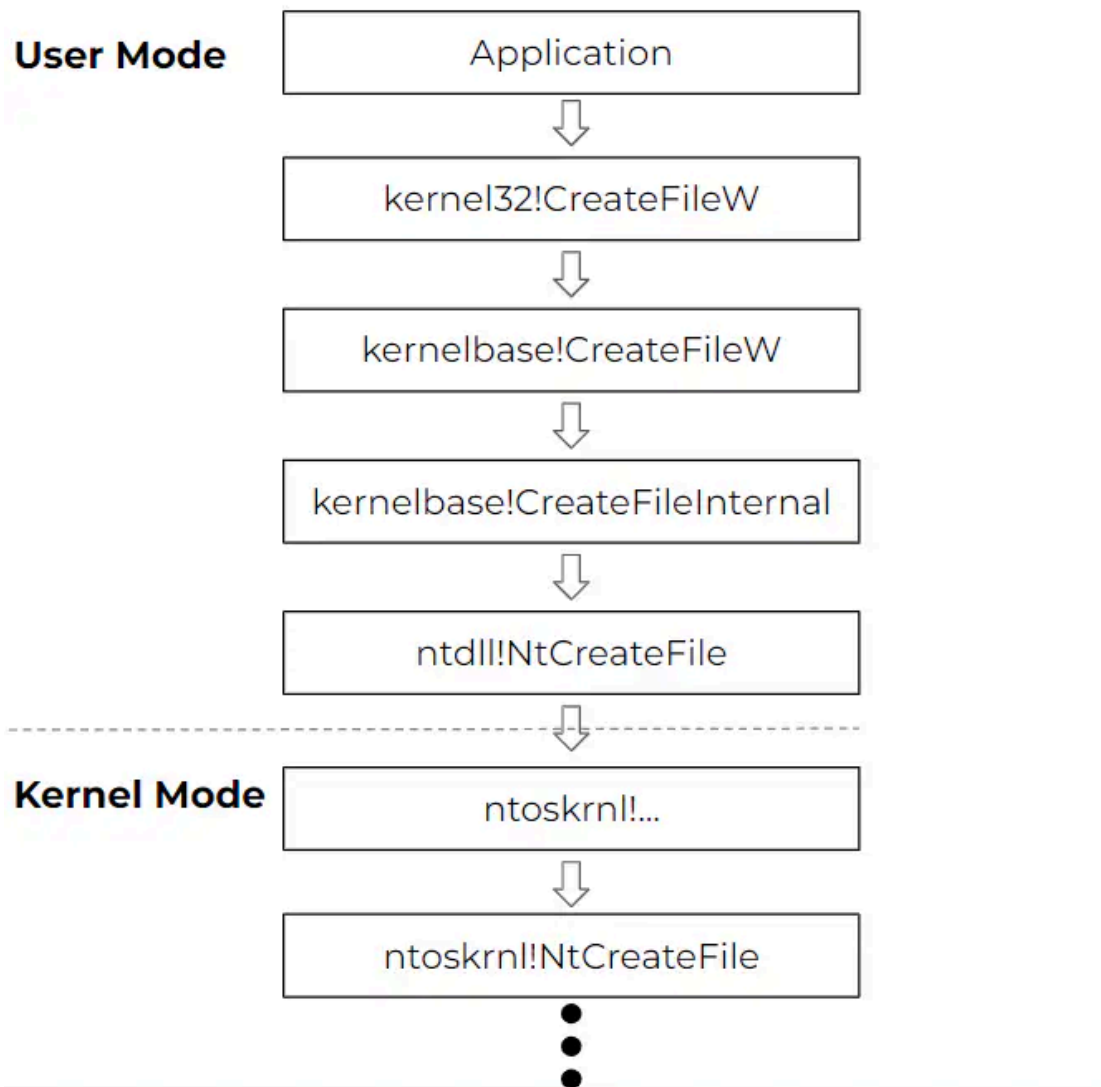 User Mode
Application
kernel32!CreateFileW
kernelbase!CreateFileW
kernelbase!CreateFileInternal
ntdll!NtCreateFile
Kernel Mode
ntoskrnl!...
ntoskrnl!NtCreateFile